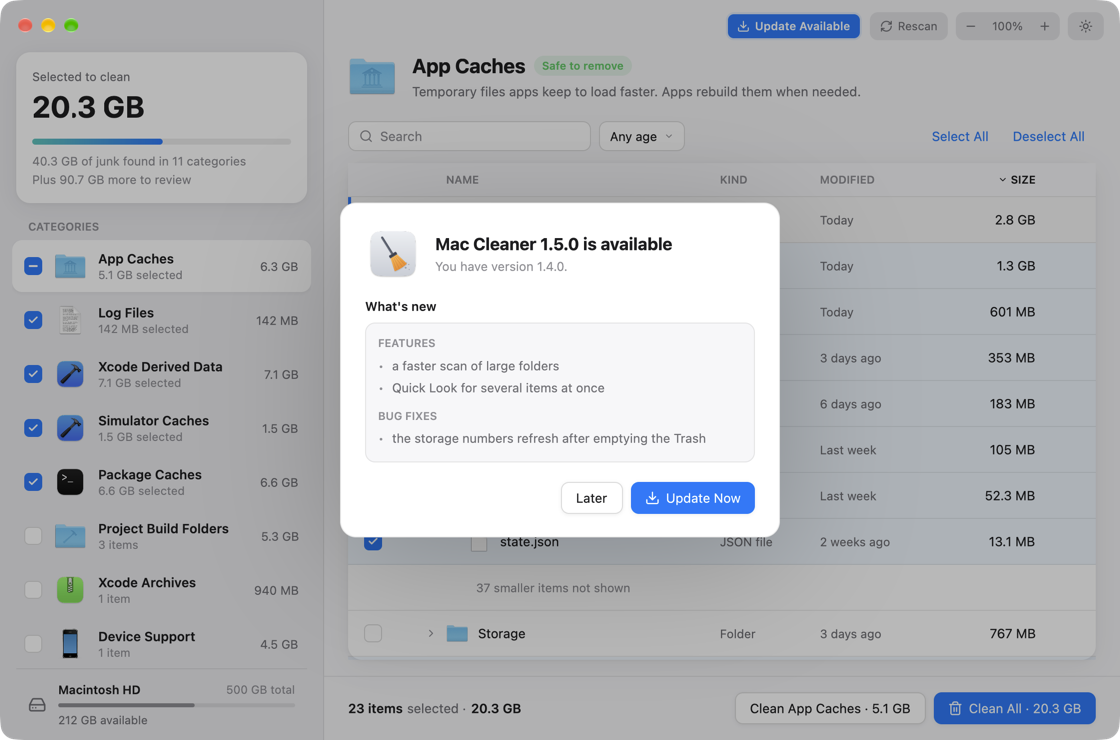 Update Available
Rescan
100%
Selected to clean
20.3 GB
40.3 GB of junk found in 11 categories
Plus 90.7 GB more to review
CATEGORIES
App Caches
5.1 GB selected
6.3 GB
Log Files
142 MB selected
142 MB
Xcode Derived Data
7.1 GB selected
7.1 GB
Simulator Caches
1.5 GB selected
1.5 GB
Package Caches
6.6 GB selected
6.6 GB
Project Build Folders
3 items
5.3 GB
Xcode Archives
1 item
940 MB
Device Support
1 item
4.5 GB
Macintosh HD
500 GB total
212 GB available
App Caches
Safe to remove
Temporary files apps keep to load faster. Apps rebuild them when needed.
Search
Any age
Select All
Deselect All
NAME KIND MODIFIED SIZE
Today 2.8 GB
Today 1.3 GB
Today 601 MB
3 days ago 353 MB
6 days ago 183 MB
Last week 105 MB
Last week 52.3 MB
state.json JSON file 2 weeks ago 13.1 MB
37 smaller items not shown
Storage Folder 3 days ago 767 MB
Mac Cleaner 1.5.0 is available
You have version 1.4.0.
What's new
FEATURES
• a faster scan of large folders
• Quick Look for several items at once
BUG FIXES
• the storage numbers refresh after emptying the Trash
Later
Update Now
23 items selected · 20.3 GB
Clean App Caches · 5.1 GB
Clean All · 20.3 GB